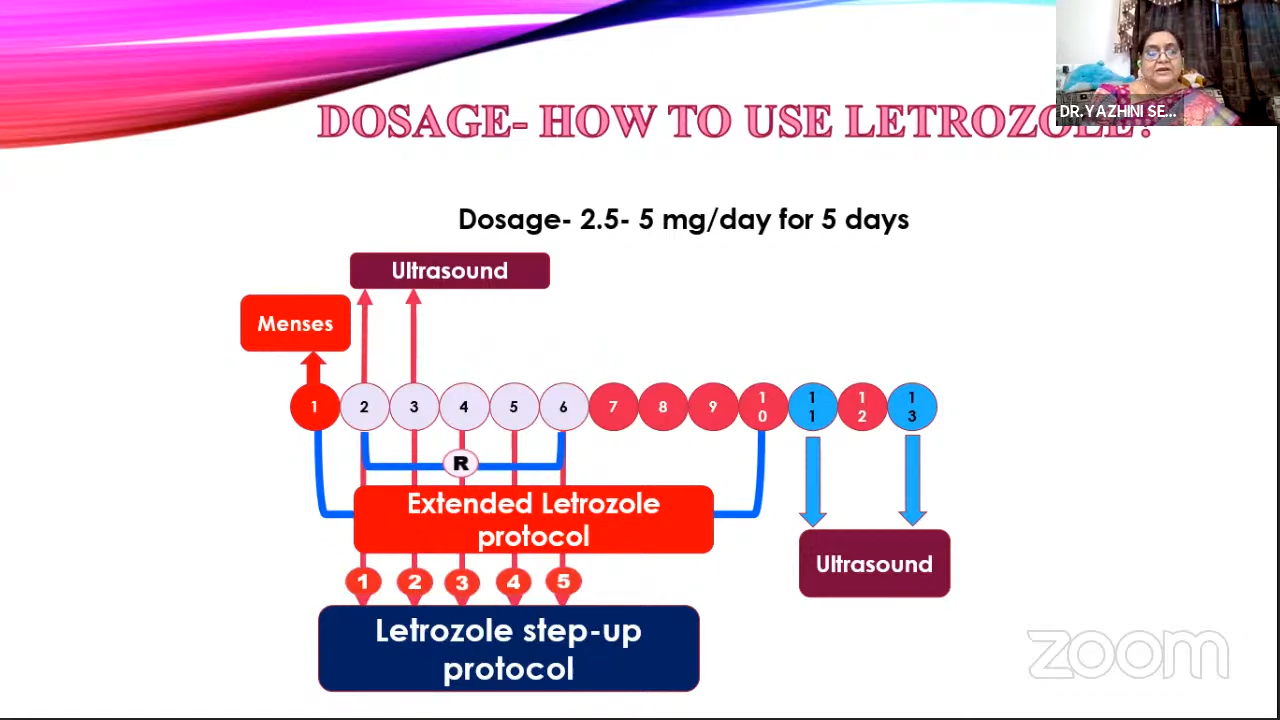 DR.YAZHINI SE...
DOSAGE- HOW TO USE LETROZOLE?
Dosage- 2.5- 5 mg/day for 5 days
Ultrasound
Menses
1 2 3 4 5 6 7 8 9 10 11 12 13
R
Extended Letrozole
protocol
Ultrasound
1 2 3 4 5
Letrozole step-up
protocol
zoom